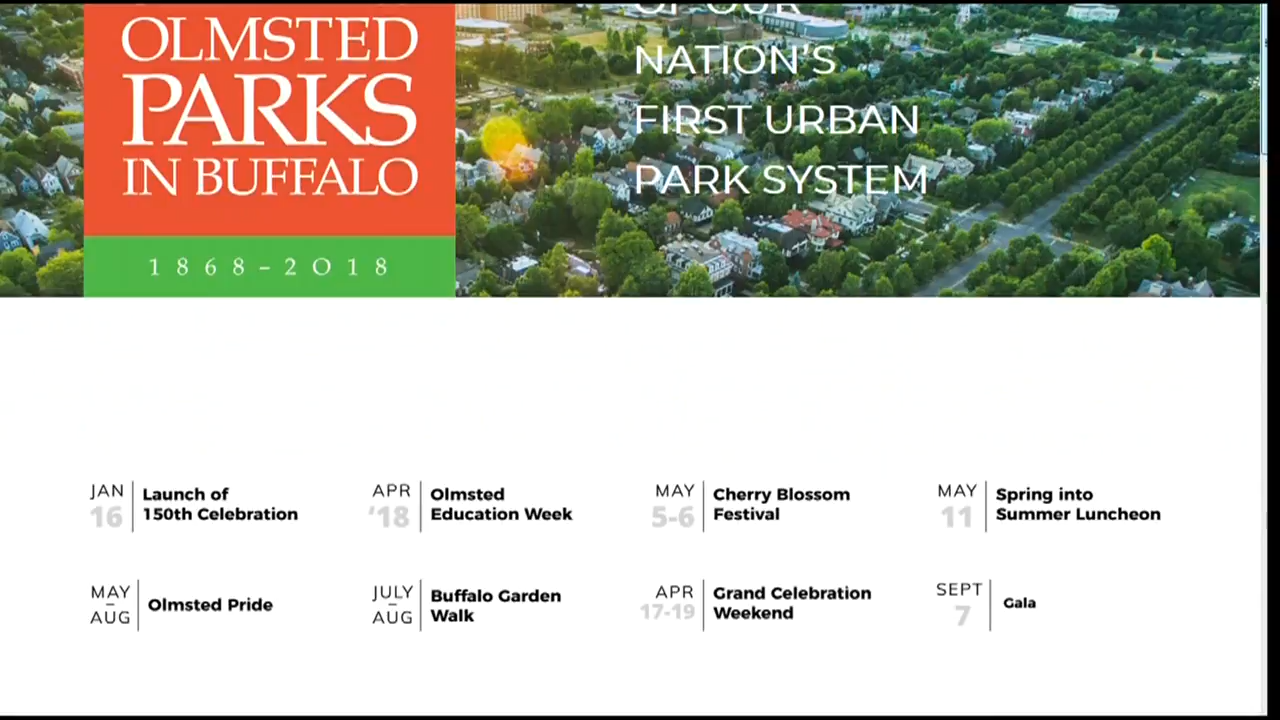 OLMSTED
PARKS
IN BUFFALO
1868–2018
OF OUR
NATION'S
FIRST URBAN
PARK SYSTEM
JAN
16
Launch of
150th Celebration
APR
‘18
Olmsted
Education Week
MAY
5-6
Cherry Blossom
Festival
MAY
11
Spring into
Summer Luncheon
MAY
–
AUG
Olmsted Pride
JULY
–
AUG
Buffalo Garden
Walk
APR
17-19
Grand Celebration
Weekend
SEPT
7
Gala